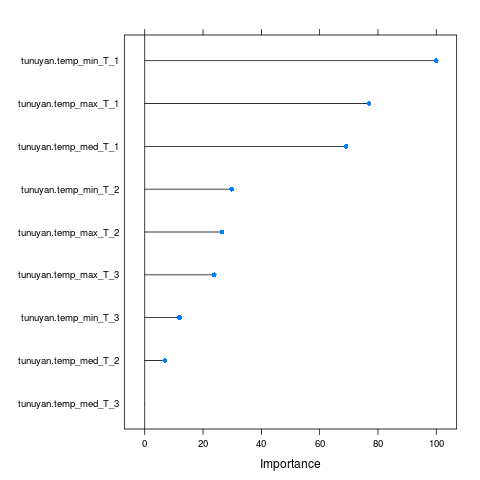 tunuyan.temp_min_T_1
tunuyan.temp_max_T_1
tunuyan.temp_med_T_1
tunuyan.temp_min_T_2
tunuyan.temp_max_T_2
tunuyan.temp_max_T_3
tunuyan.temp_min_T_3
tunuyan.temp_med_T_2
tunuyan.temp_med_T_3
0 20 40 60 80 100
Importance